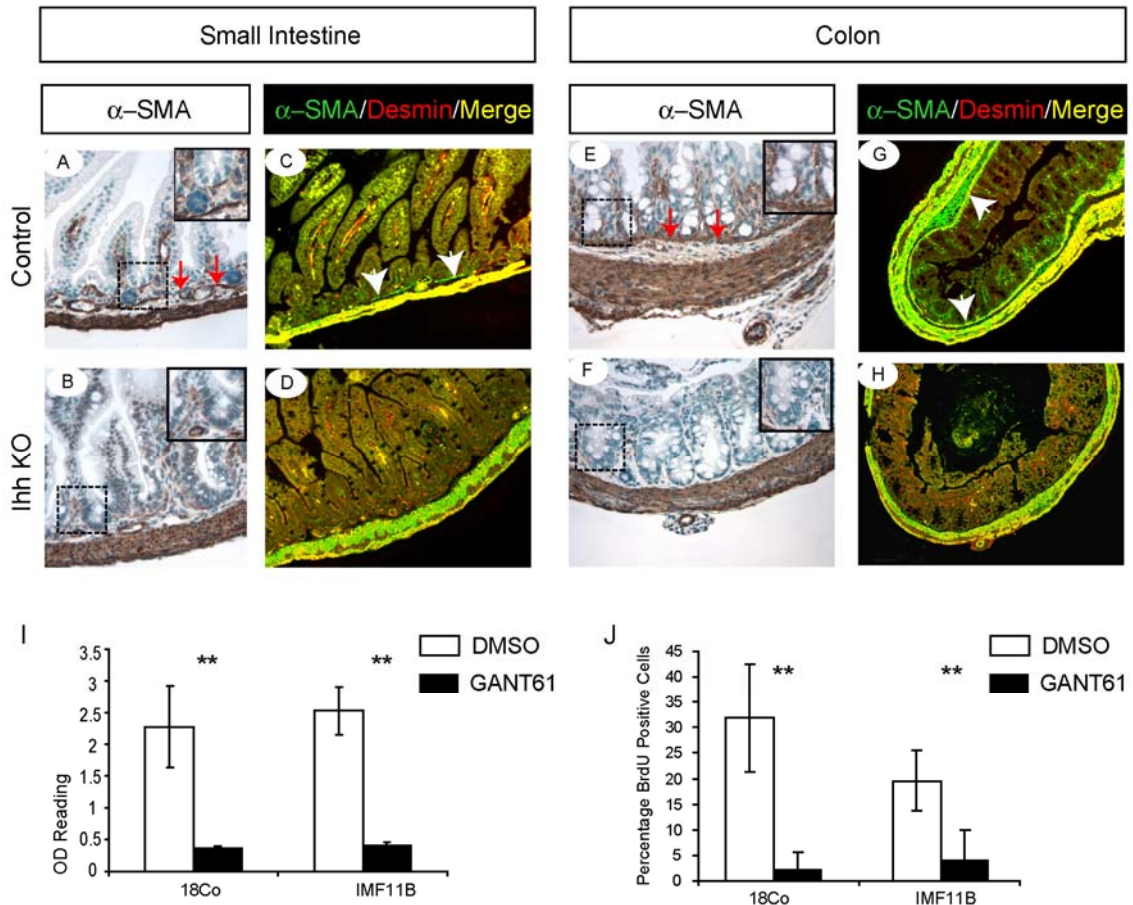 Small Intestine
Colon
α–SMA
α–SMA/Desmin/Merge
α–SMA
α–SMA/Desmin/Merge
Control
A
C
E
G
Ihh KO
B
D
F
H
I
OD Reading
3.5
3
2.5
2
1.5
1
0.5
0
**
**
18Co
IMF11B
DMSO
GANT61
J
Percentage BrdU Positive Cells
45
40
35
30
25
20
15
10
5
0
**
**
18Co
IMF11B
DMSO
GANT61